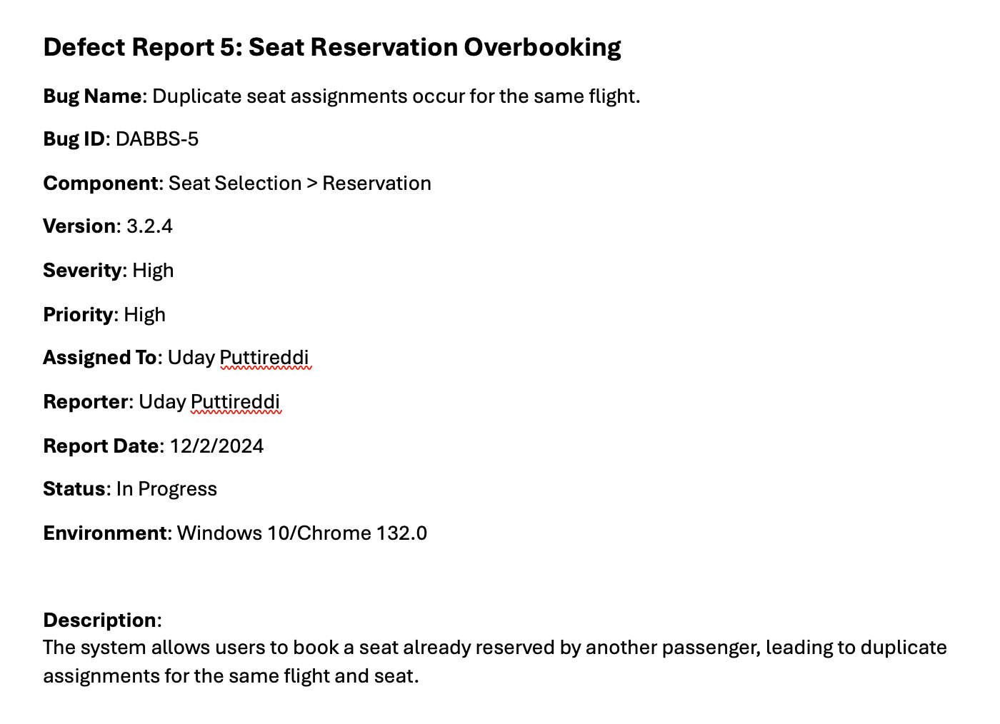 Defect Report 5: Seat Reservation Overbooking
Bug Name: Duplicate seat assignments occur for the same flight.
Bug ID: DABBS-5
Component: Seat Selection > Reservation
Version: 3.2.4
Severity: High
Priority: High
Assigned To: Uday Puttireddi
Reporter: Uday Puttireddi
Report Date: 12/2/2024
Status: In Progress
Environment: Windows 10/Chrome 132.0
Description:
The system allows users to book a seat already reserved by another passenger, leading to duplicate
assignments for the same flight and seat.